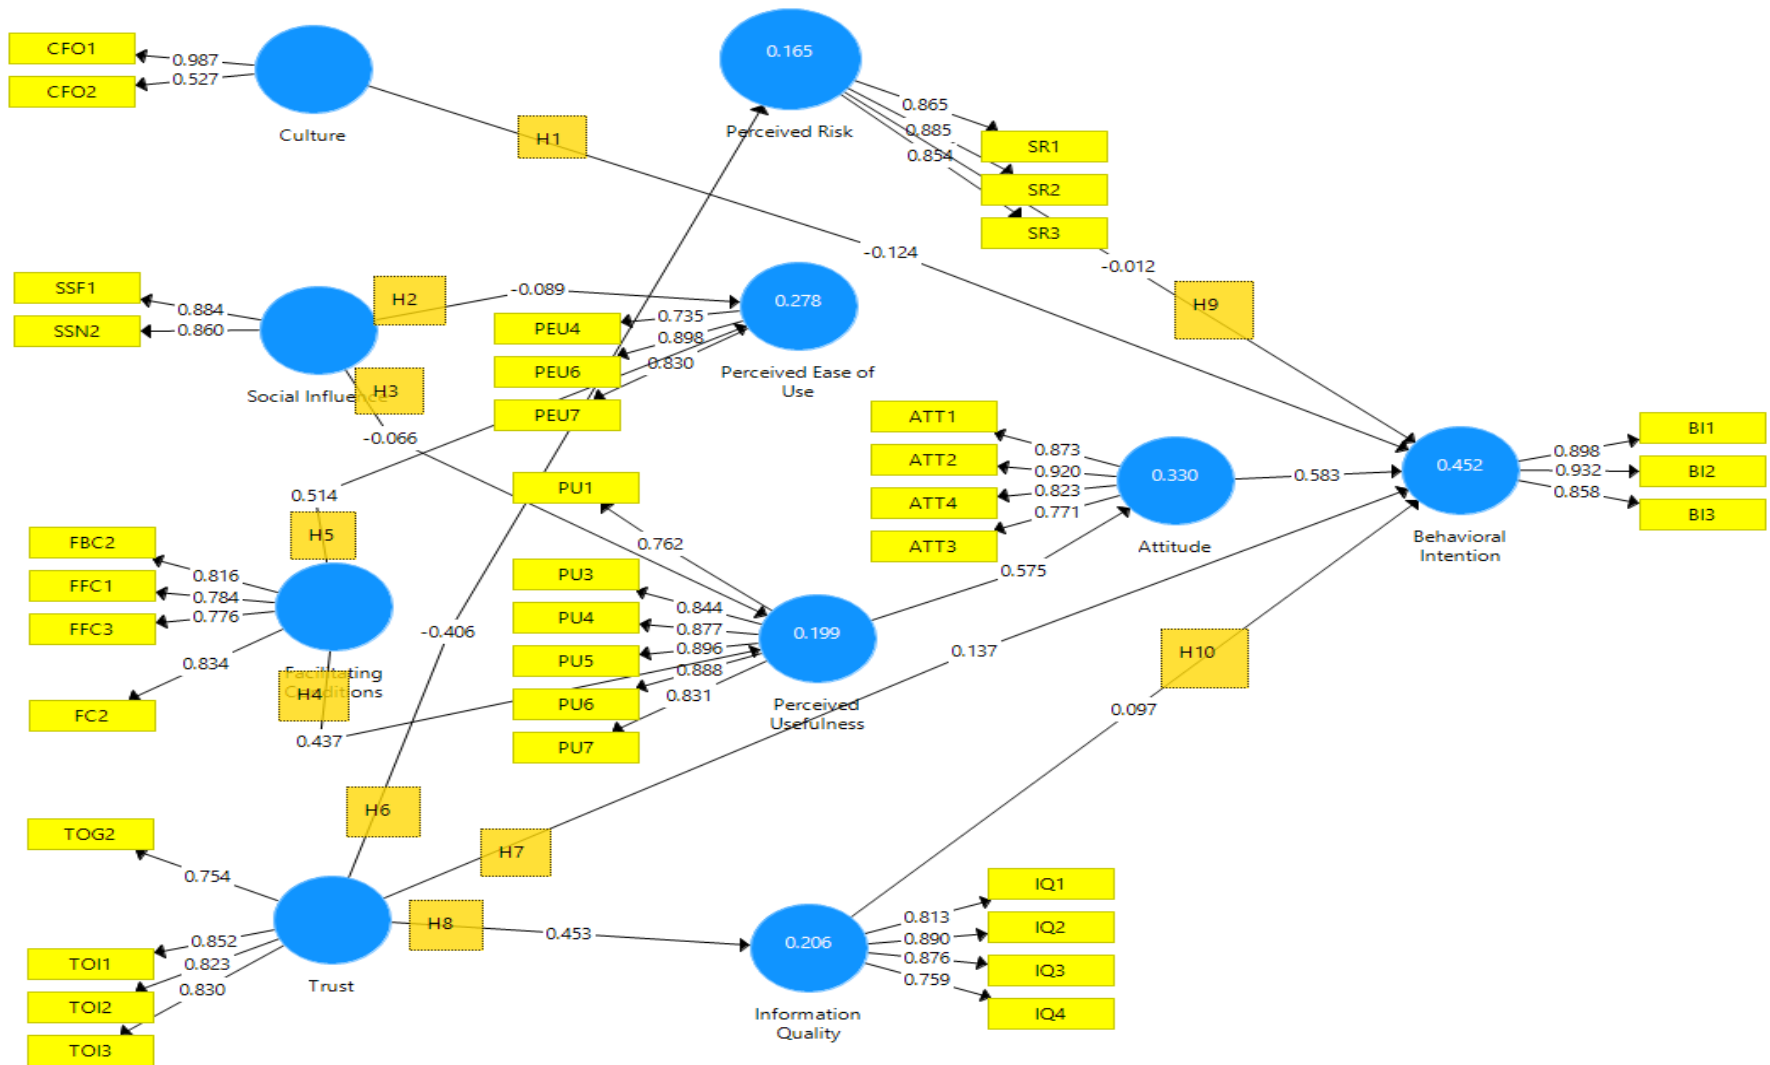 CFO1
0.987
CFO2
0.527
Culture
H1
0.165
Perceived Risk
0.865
0.885
0.854
SR1
SR2
SR3
-0.124
-0.012
H9
SSF1
0.884
SSN2
0.860
Social Influence
H2
-0.089
H3
-0.066
0.278
Perceived Ease of
Use
PEU4
0.735
PEU6
0.898
PEU7
0.830
0.514
H5
FBC2
0.816
FFC1
0.784
FFC3
0.776
0.834
FC2
Facilitating
Conditions
H4
0.437
PU1
0.762
PU3
0.844
PU4
0.877
PU5
0.896
PU6
0.888
PU7
0.831
0.199
Perceived
Usefulness
ATT1
0.873
ATT2
0.920
ATT4
0.823
ATT3
0.771
0.330
Attitude
0.575
0.583
0.452
Behavioral
Intention
0.898
BI1
0.932
BI2
0.858
BI3
-0.406
H6
0.137
H7
H10
0.097
TOG2
0.754
TOI1
0.852
TOI2
0.823
TOI3
0.830
Trust
H8
0.453
0.206
Information
Quality
0.813
IQ1
0.890
IQ2
0.876
IQ3
0.759
IQ4